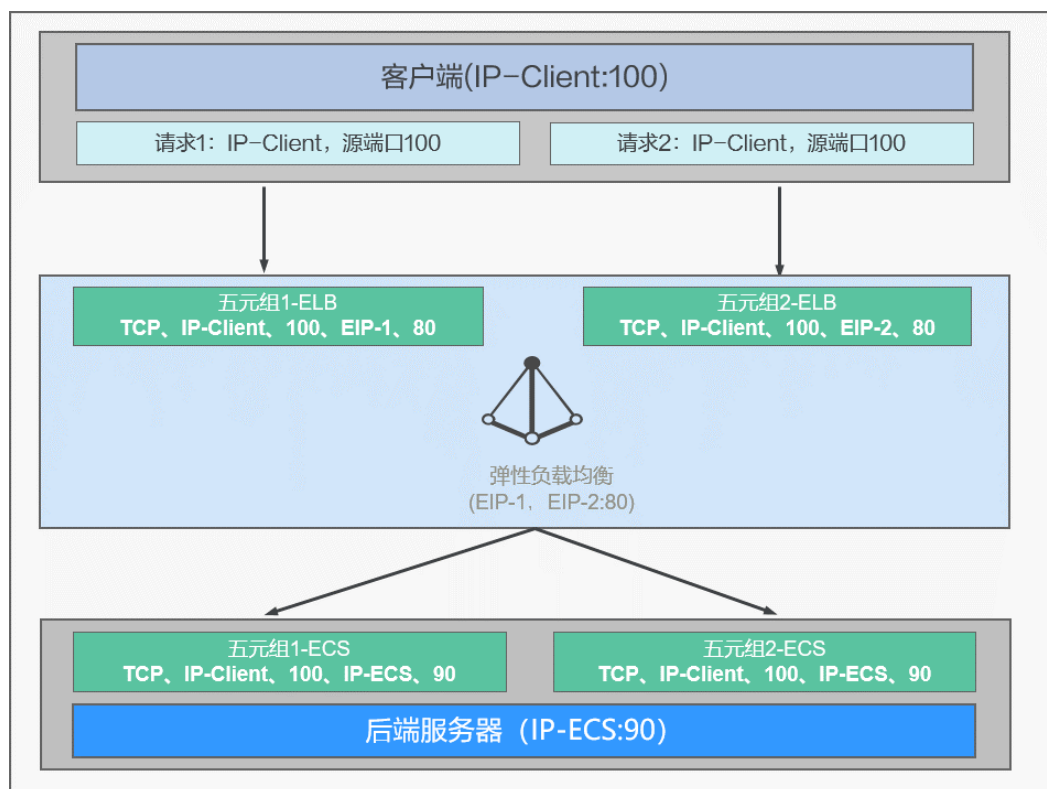 客户端(IP-Client:100)
请求1：IP-Client，源端口100
请求2：IP-Client，源端口100
五元组1-ELB
TCP、IP-Client、100、EIP-1、80
五元组2-ELB
TCP、IP-Client、100、EIP-2、80
弹性负载均衡
(EIP-1，EIP-2:80)
五元组1-ECS
TCP、IP-Client、100、IP-ECS、90
五元组2-ECS
TCP、IP-Client、100、IP-ECS、90
后端服务器（IP-ECS:90）